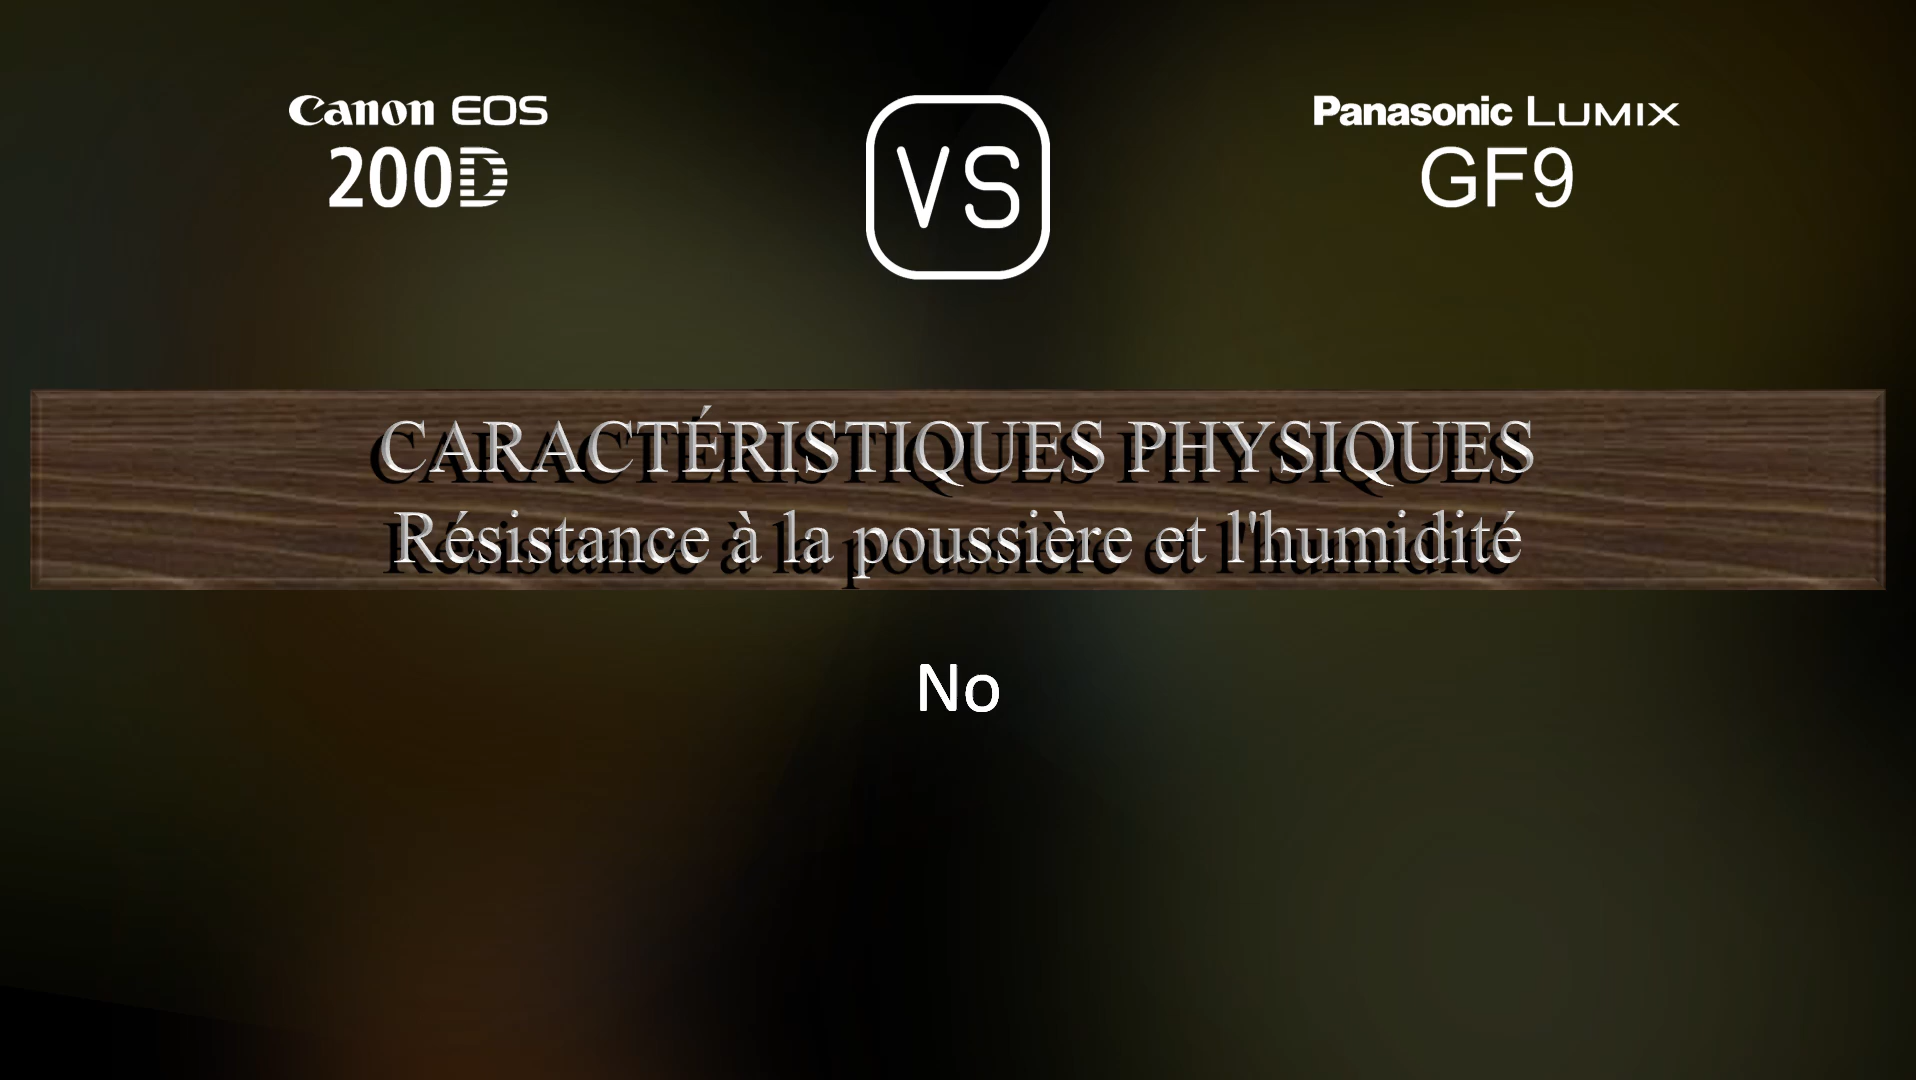 Canon EOS
200D
VS
Panasonic LUMIX
GF9
CARACTÉRISTIQUES PHYSIQUES
Résistance à la poussière et l'humidité
No